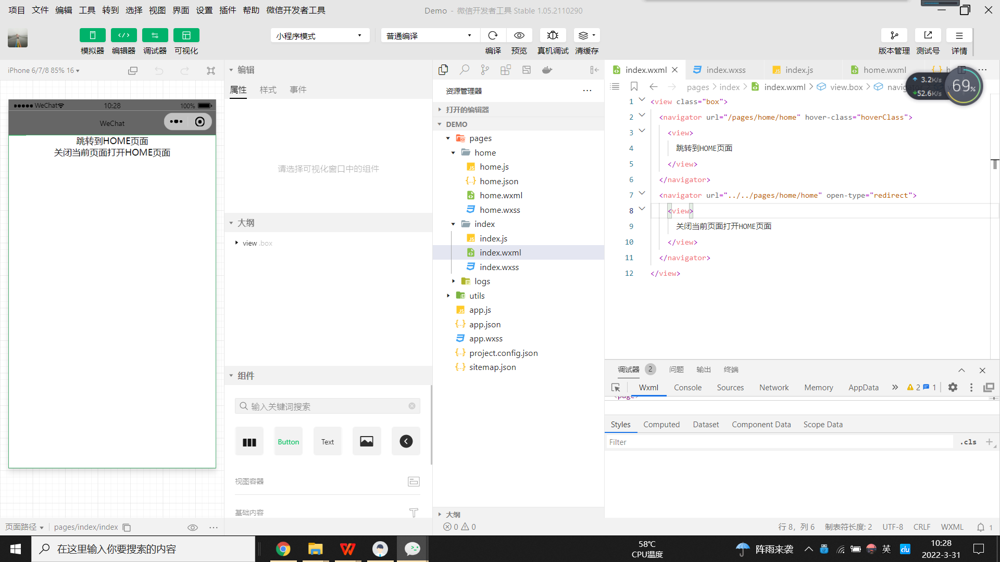 项目 文件 编辑 工具 转到 选择 视图 界面 设置 插件 帮助 微信开发者工具
Demo - 微信开发者工具 Stable 1.05.2110290
模拟器 编辑器 调试器 可视化
小程序模式
普通编译
编译 预览 真机调试 清缓存
版本管理 测试号 详情
iPhone 6/7/8 85% 16
WeChat
10:28
100%
WeChat
跳转到HOME页面
关闭当前页面打开HOME页面
页面路径
pages/index/index
编辑
属性 样式 事件
请选择可视化窗口中的组件
大纲
view .box
组件
输入关键词搜索
Button
Text
视图容器
基础内容
资源管理器
打开的编辑器
DEMO
pages
home
home.js
home.json
home.wxml
home.wxss
index
index.js
index.wxml
index.wxss
logs
utils
app.js
app.json
app.wxss
project.config.json
sitemap.json
大纲
0 0
index.wxml index.wxss index.js home.wxml
pages > index > index.wxml > view.box >
3.2K/s
52.6K/s
69%
1 <view class="box">
2 <navigator url="/pages/home/home" hover-class="hoverClass">
3 <view>
4 跳转到HOME页面
5 </view>
6 </navigator>
7 <navigator url="../../pages/home/home" open-type="redirect">
8 <view>
9 关闭当前页面打开HOME页面
10 </view>
11 </navigator>
12 </view>
调试器 2 问题 输出 终端
Wxml Console Sources Network Memory AppData 2 1
<page>
Styles Computed Dataset Component Data Scope Data
Filter
.cls
行 8，列 6 制表符长度: 2 UTF-8 CRLF WXML 1
在这里输入你要搜索的内容
58℃
CPU温度
阵雨来袭
英
du
10:28
2022-3-31